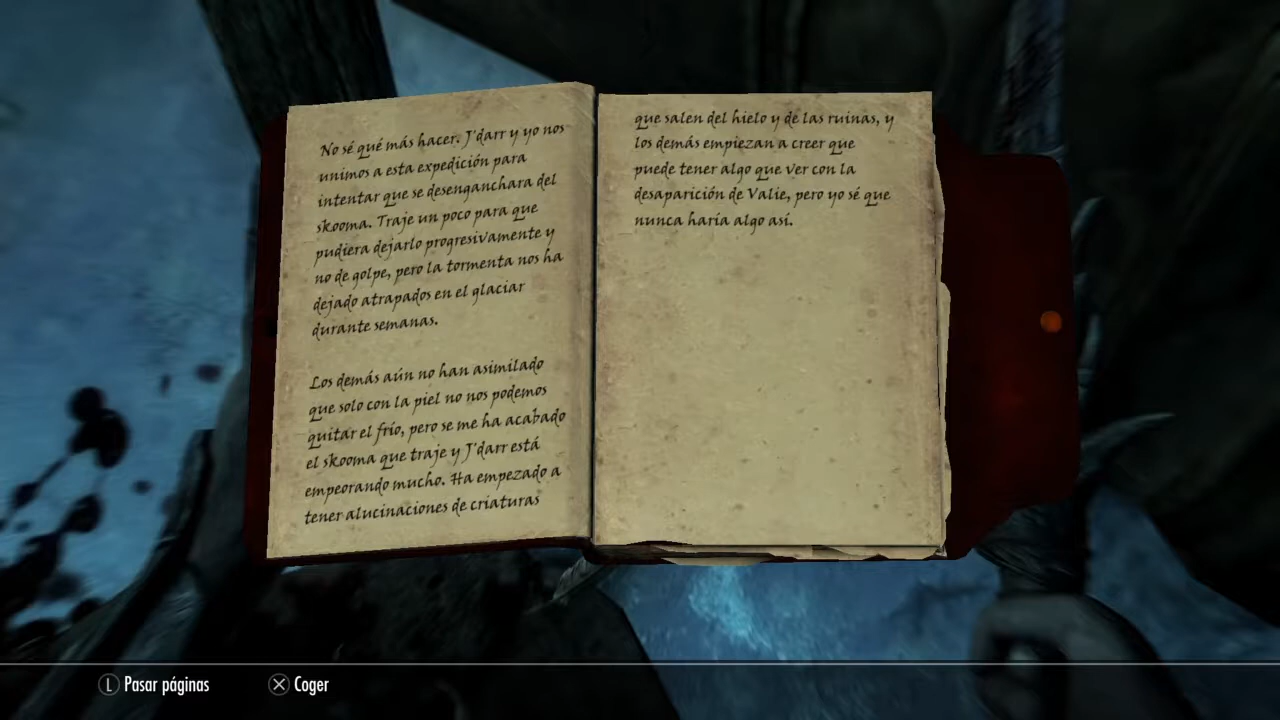 No sé qué más hacer. J'darr y yo nos
unimos a esta expedición para
intentar que se desenganchara del
skooma. Traje un poco para que
pudiera dejarlo progresivamente y
no de golpe, pero la tormenta nos ha
dejado atrapados en el glaciar
durante semanas.
Los demás aún no han asimilado
que solo con la piel no nos podemos
quitar el frío, pero se me ha acabado
el skooma que traje y J'darr está
empeorando mucho. Ha empezado a
tener alucinaciones de criaturas
que salen del hielo y de las ruinas, y
los demás empiezan a creer que
puede tener algo que ver con la
desaparición de Valie, pero yo sé que
nunca haría algo así.
L Pasar páginas
X Coger